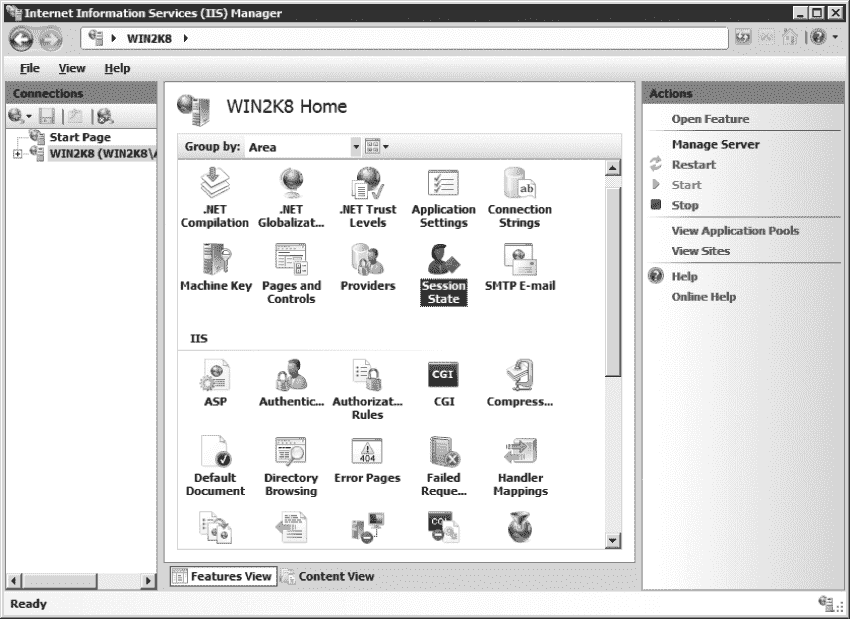 Internet Information Services (IIS) Manager
WIN2K8
File View Help
Connections
Start Page
WIN2K8 (WIN2K8\A
WIN2K8 Home
Group by: Area
.NET Compilation
.NET Globalizat...
.NET Trust Levels
Application Settings
Connection Strings
Machine Key
Pages and Controls
Providers
Session State
SMTP E-mail
IIS
ASP
Authentic...
Authorizat... Rules
CGI
CGI
Compress...
Default Document
Directory Browsing
404
Error Pages
Failed Reque...
Handler Mappings
Features View
Content View
Actions
Open Feature
Manage Server
Restart
Start
Stop
View Application Pools
View Sites
Help
Online Help
Ready